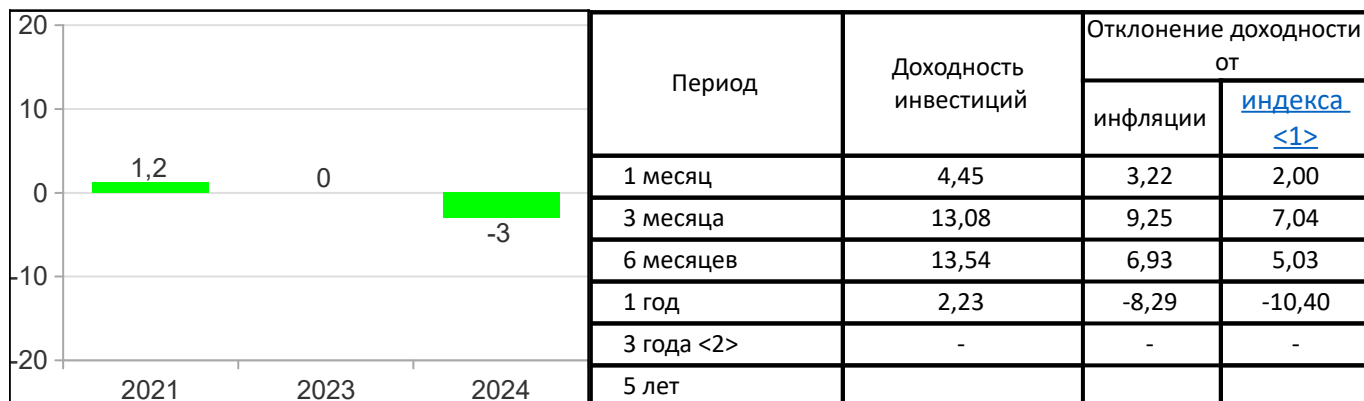 20
10
0
-10
-20
1,2
0
-3
2021 2023 2024
Период
Доходность
инвестиций
Отклонение доходности
от
инфляции
индекса
<1>
1 месяц 4,45 3,22 2,00
3 месяца 13,08 9,25 7,04
6 месяцев 13,54 6,93 5,03
1 год 2,23 -8,29 -10,40
3 года <2> - - -
5 лет